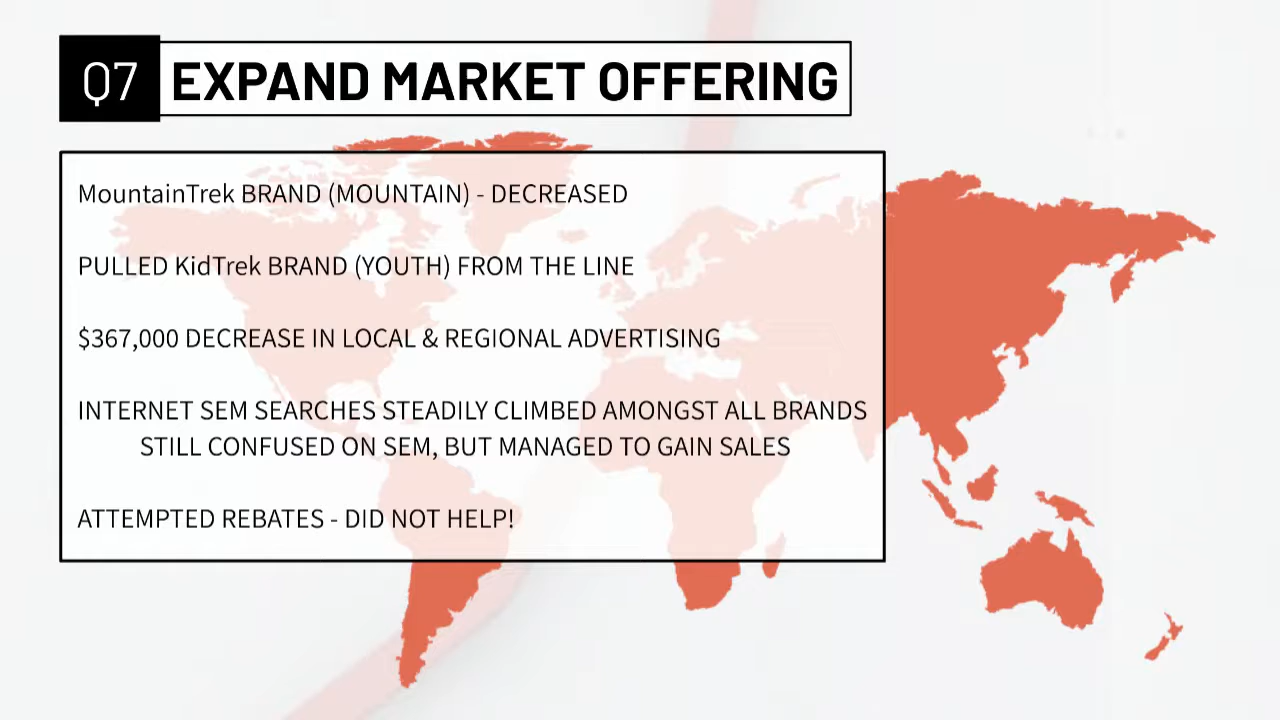 Q7 EXPAND MARKET OFFERING
MountainTrek BRAND (MOUNTAIN) - DECREASED
PULLED KidTrek BRAND (YOUTH) FROM THE LINE
$367,000 DECREASE IN LOCAL & REGIONAL ADVERTISING
INTERNET SEM SEARCHES STEADILY CLIMBED AMONGST ALL BRANDS
STILL CONFUSED ON SEM, BUT MANAGED TO GAIN SALES
ATTEMPTED REBATES - DID NOT HELP!